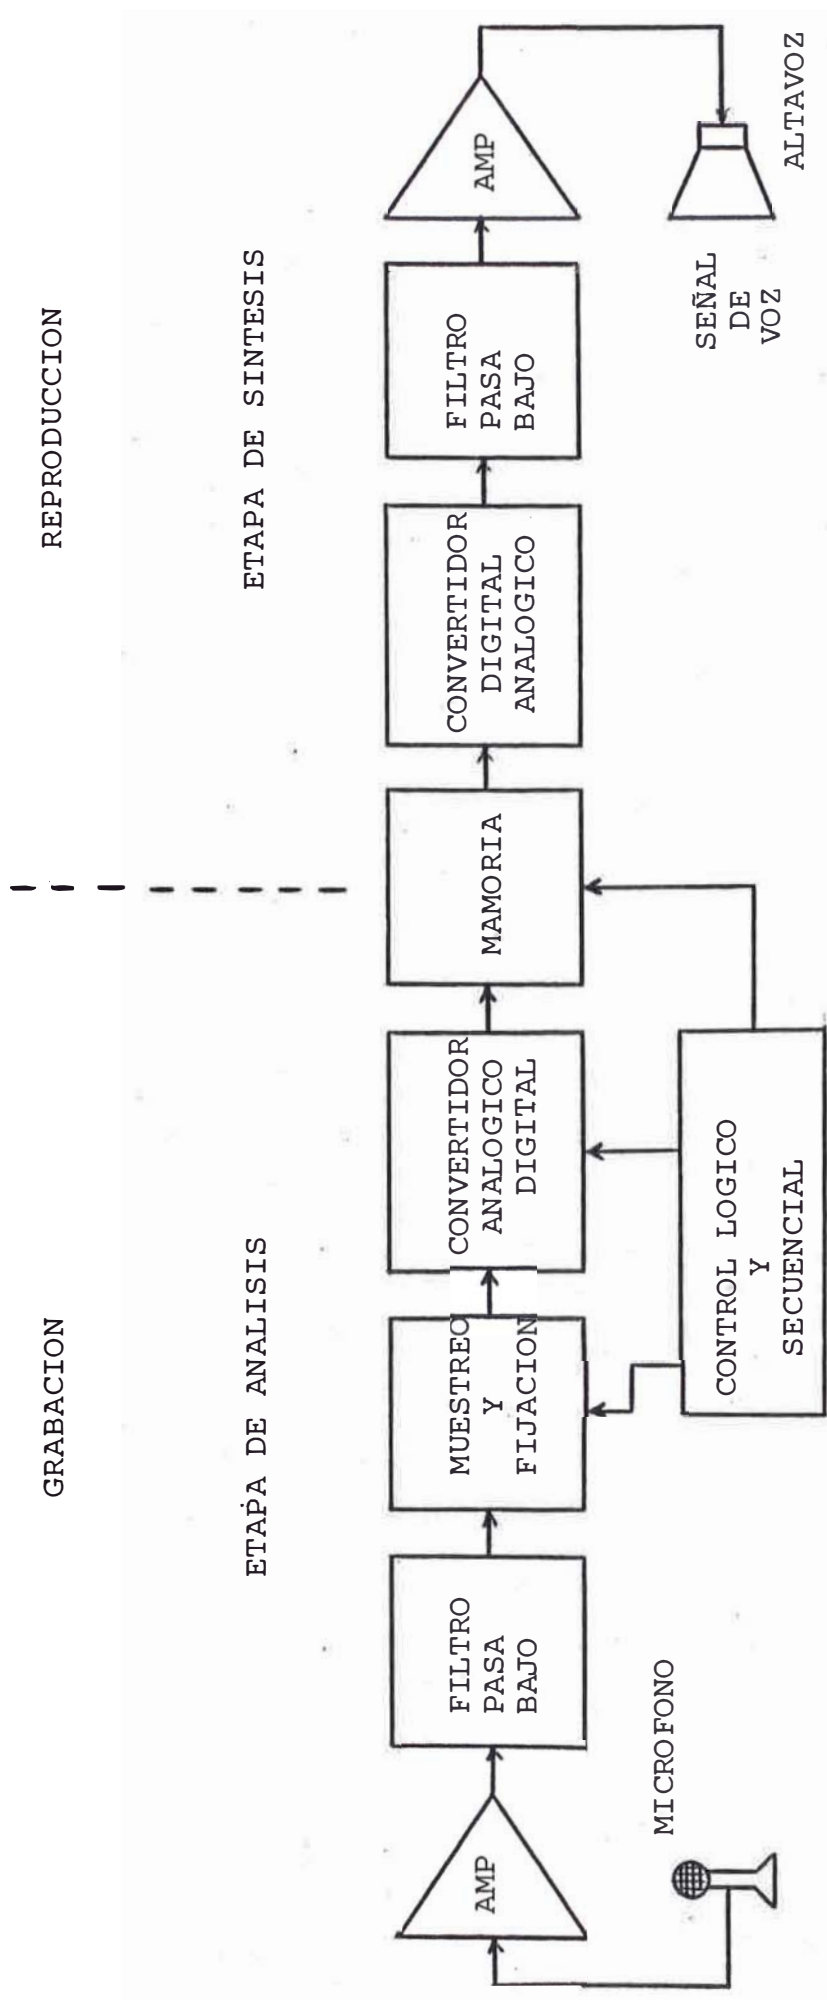 GRABACION
REPRODUCCION
ETAPA DE ANALISIS
ETAPA DE SINTESIS
AMP
FILTRO
PASA
BAJO
MUESTREO
Y
FIJACION
CONVERTIDOR
ANALOGICO
DIGITAL
MAMORIA
CONVERTIDOR
DIGITAL
ANALOGICO
FILTRO
PASA
BAJO
AMP
MICROFONO
CONTROL LOGICO
Y
SECUENCIAL
SEÑAL
DE
VOZ
ALTAVOZ